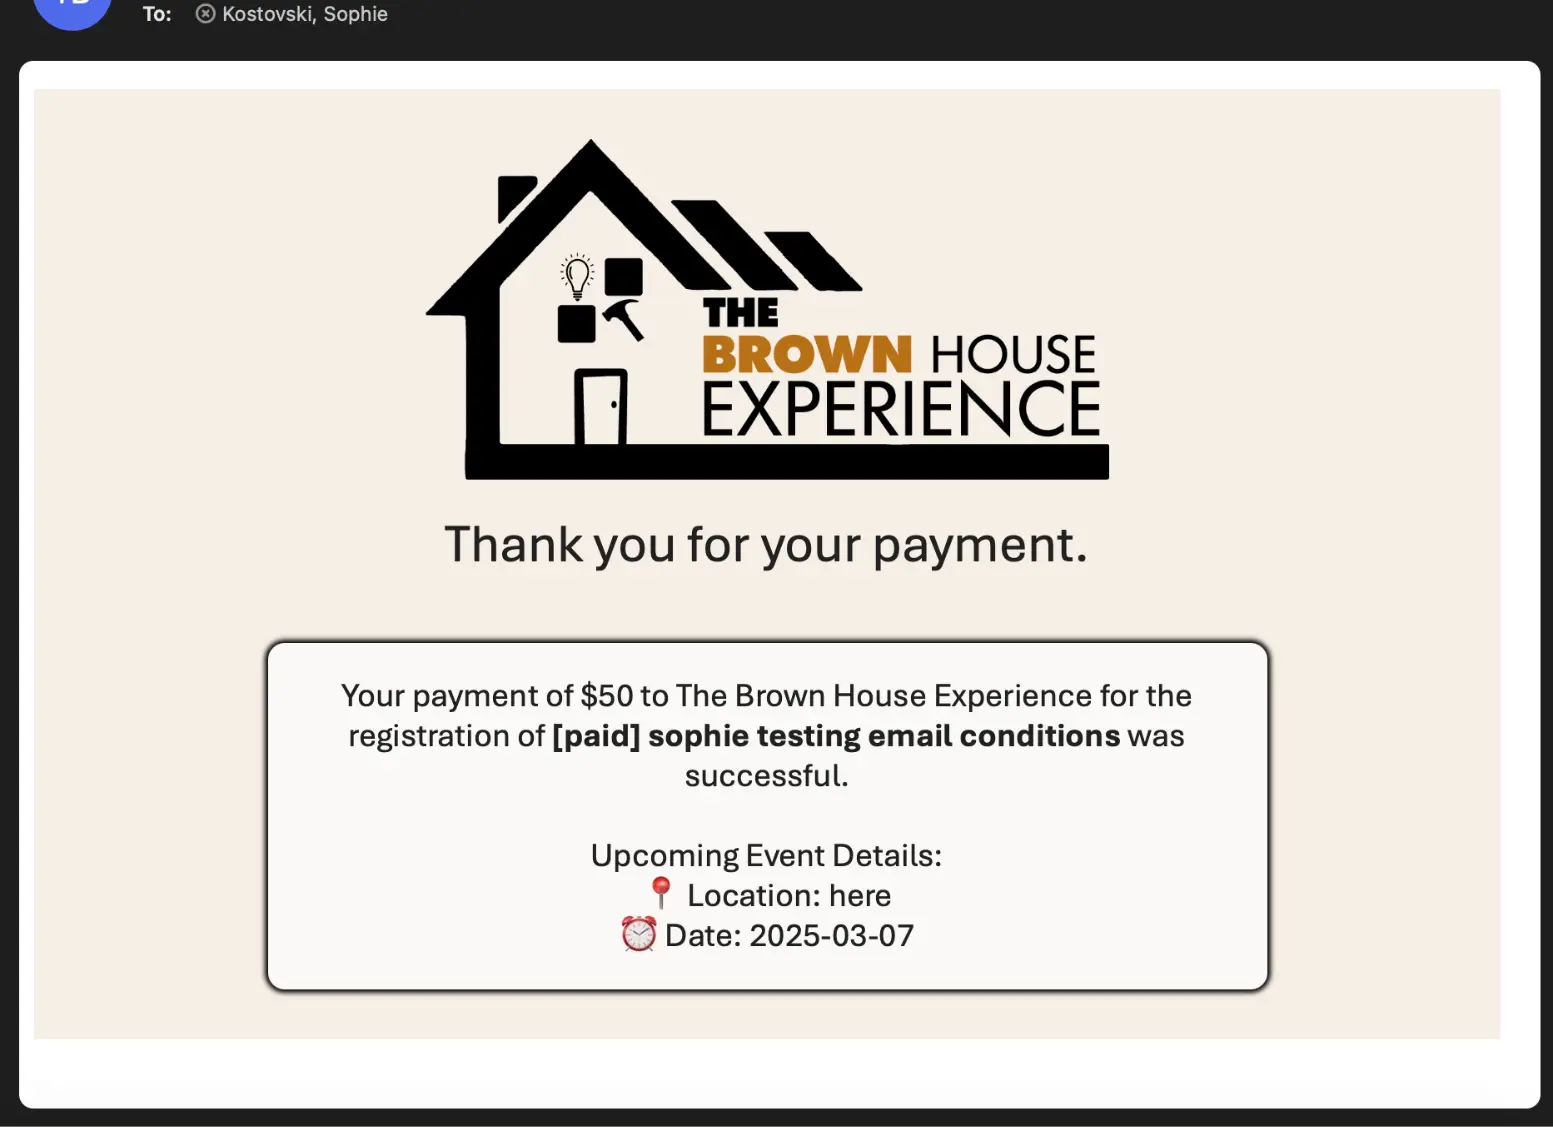 To: Kostovski, Sophie
THE
BROWN HOUSE
EXPERIENCE
Thank you for your payment.
Your payment of $50 to The Brown House Experience for the
registration of [paid] sophie testing email conditions was
successful.
Upcoming Event Details:
📍 Location: here
⏰ Date: 2025-03-07